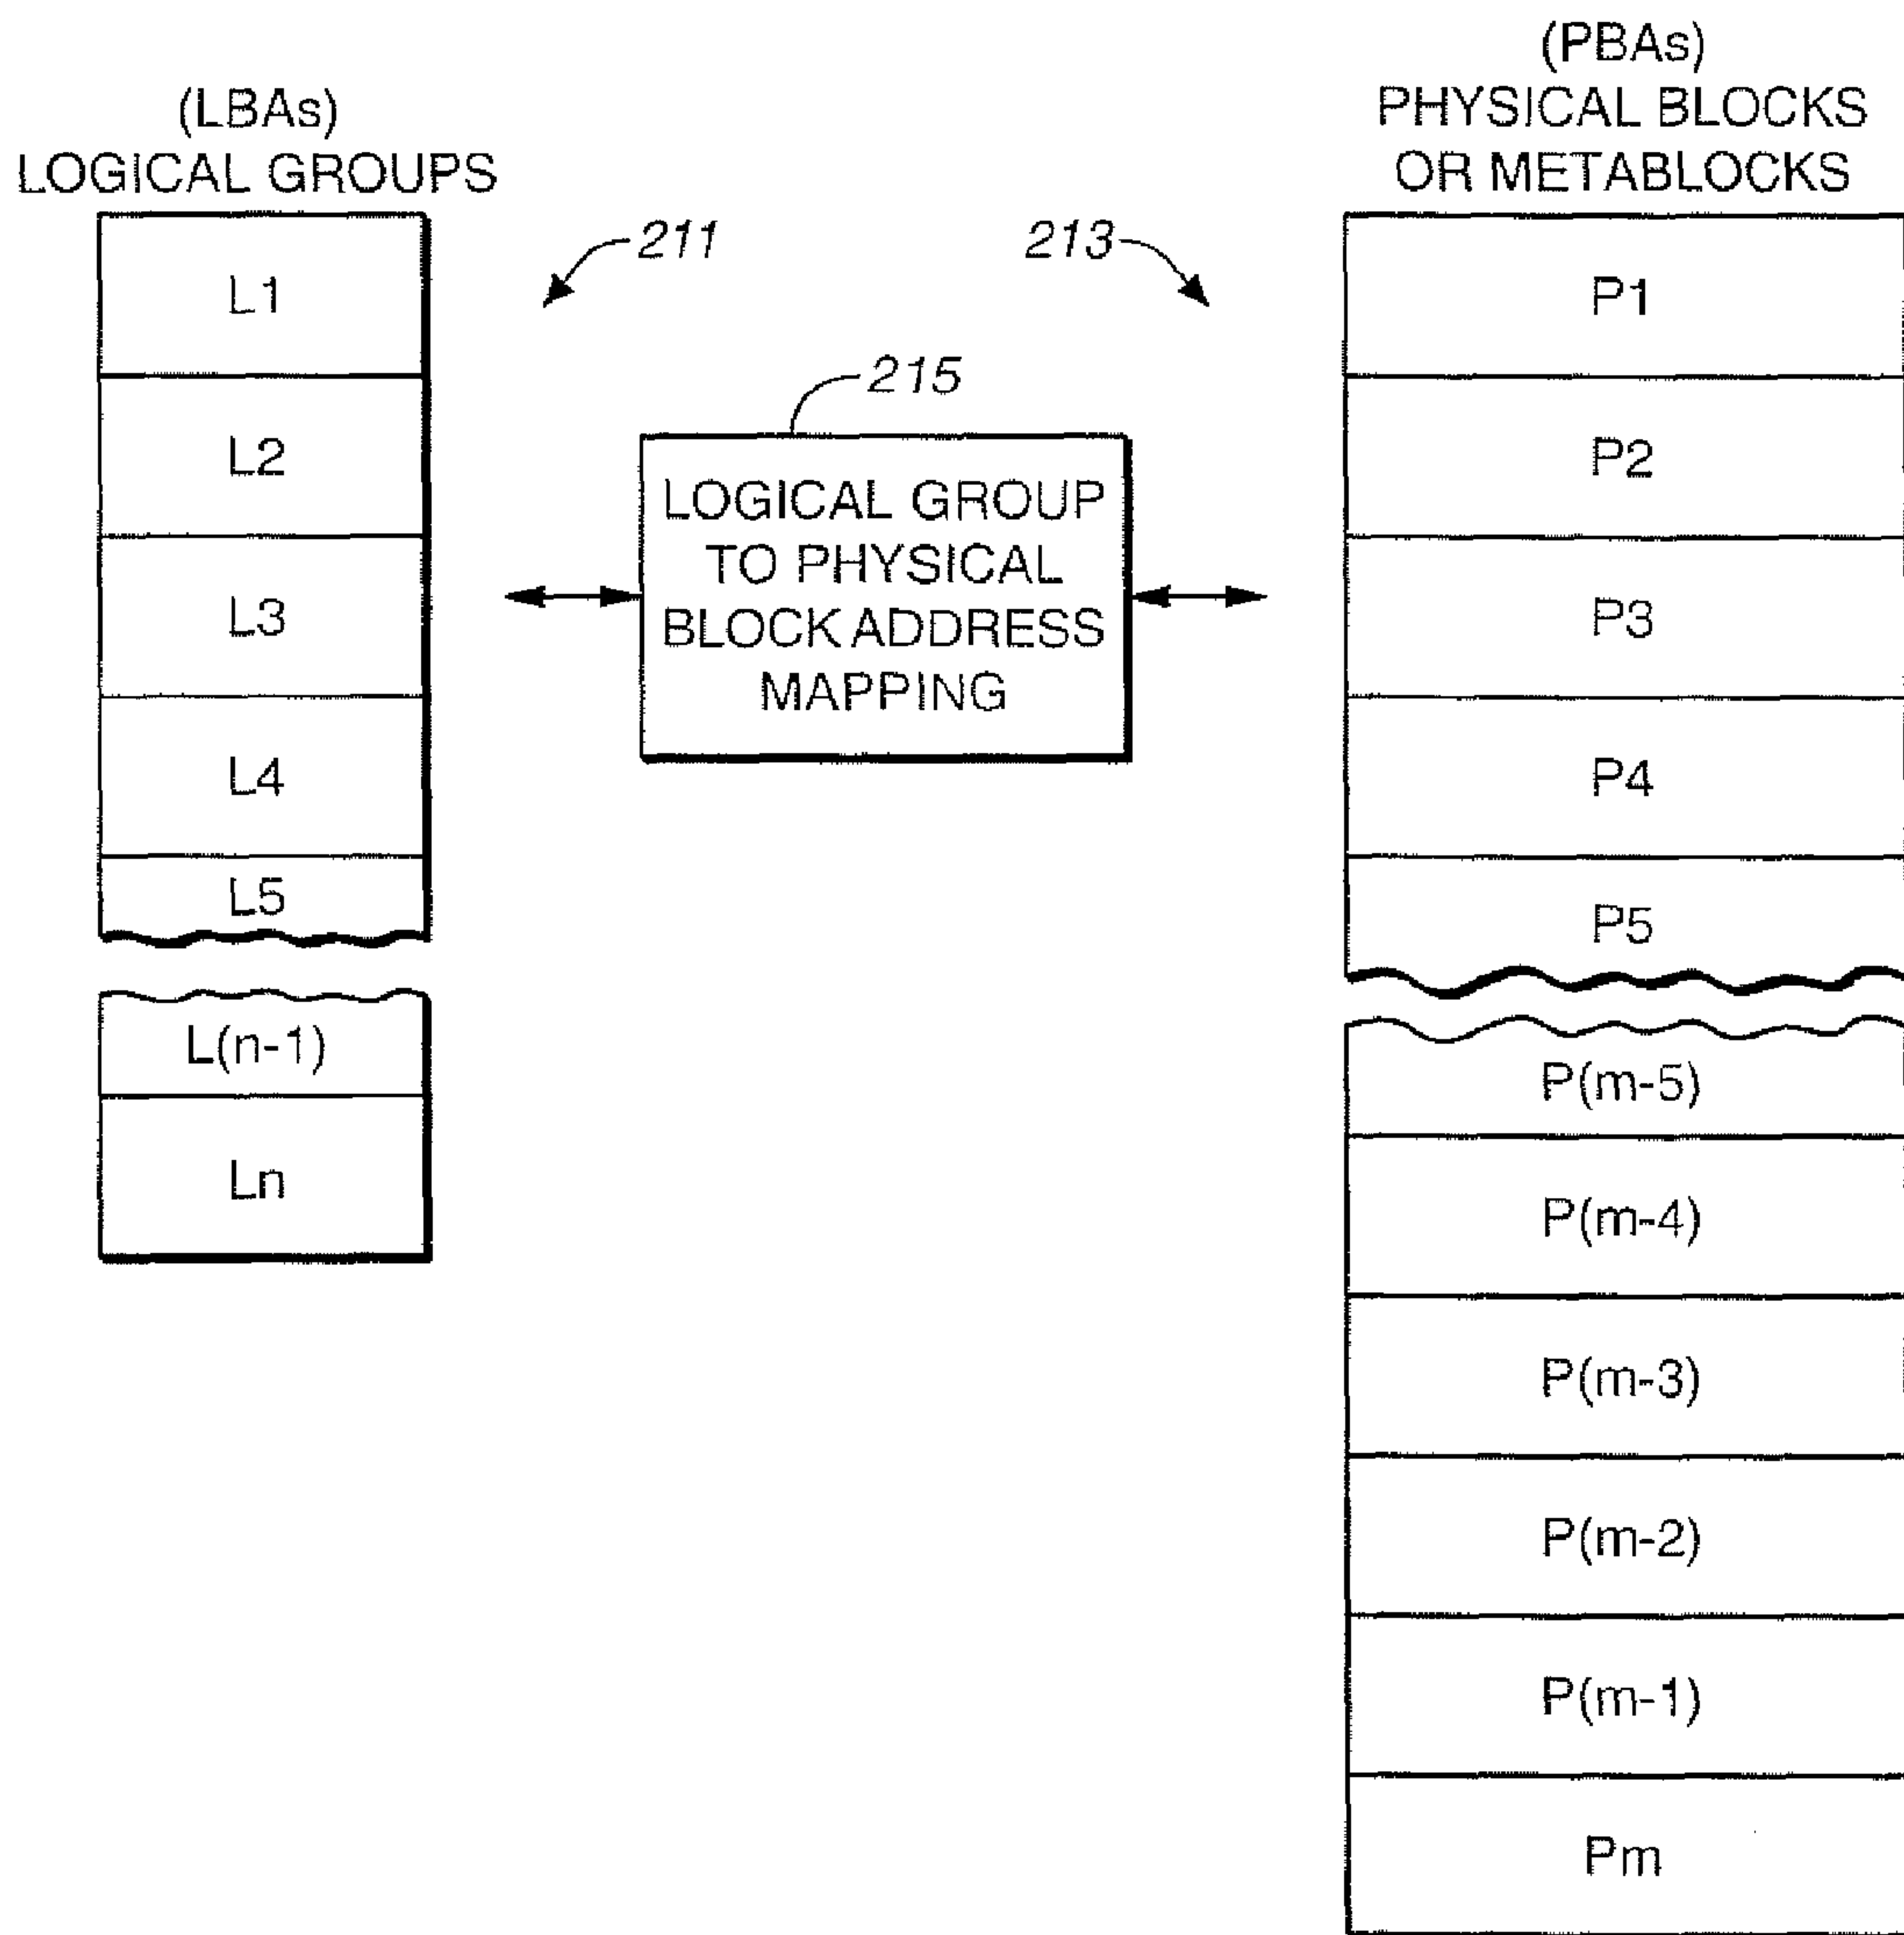 (LBAs)
LOGICAL GROUPS
L1
L2
L3
L4
L5
L(n-1)
Ln
211
213
215
LOGICAL GROUP
TO PHYSICAL
BLOCK ADDRESS
MAPPING
(PBAs)
PHYSICAL BLOCKS
OR METABLOCKS
P1
P2
P3
P4
P5
P(m-5)
P(m-4)
P(m-3)
P(m-2)
P(m-1)
Pm